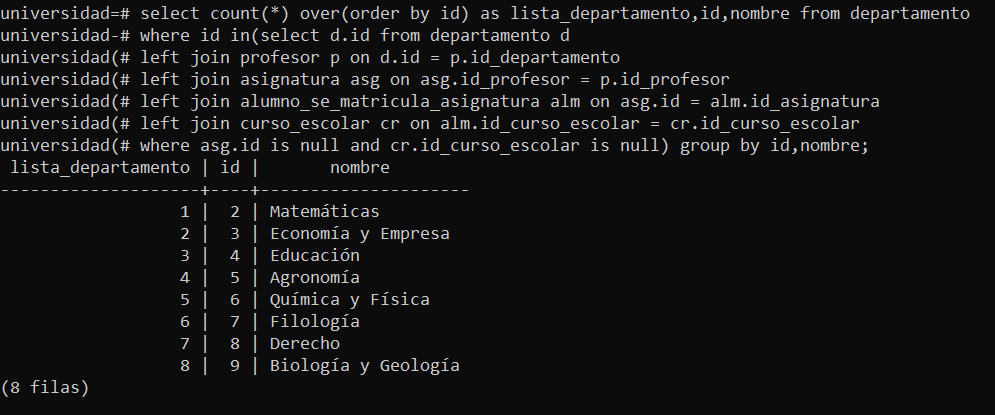 universidad=# select count(*) over(order by id) as lista_departamento,id,nombre from departamento
universidad-# where id in(select d.id from departamento d
universidad(# left join profesor p on d.id = p.id_departamento
universidad(# left join asignatura asg on asg.id_profesor = p.id_profesor
universidad(# left join alumno_se_matricula_asignatura alm on asg.id = alm.id_asignatura
universidad(# left join curso_escolar cr on alm.id_curso_escolar = cr.id_curso_escolar
universidad(# where asg.id is null and cr.id_curso_escolar is null) group by id,nombre;
 lista_departamento | id |       nombre
--------------------+----+---------------------
                  1 |  2 | Matemáticas
                  2 |  3 | Economía y Empresa
                  3 |  4 | Educación
                  4 |  5 | Agronomía
                  5 |  6 | Química y Física
                  6 |  7 | Filología
                  7 |  8 | Derecho
                  8 |  9 | Biología y Geología
(8 filas)